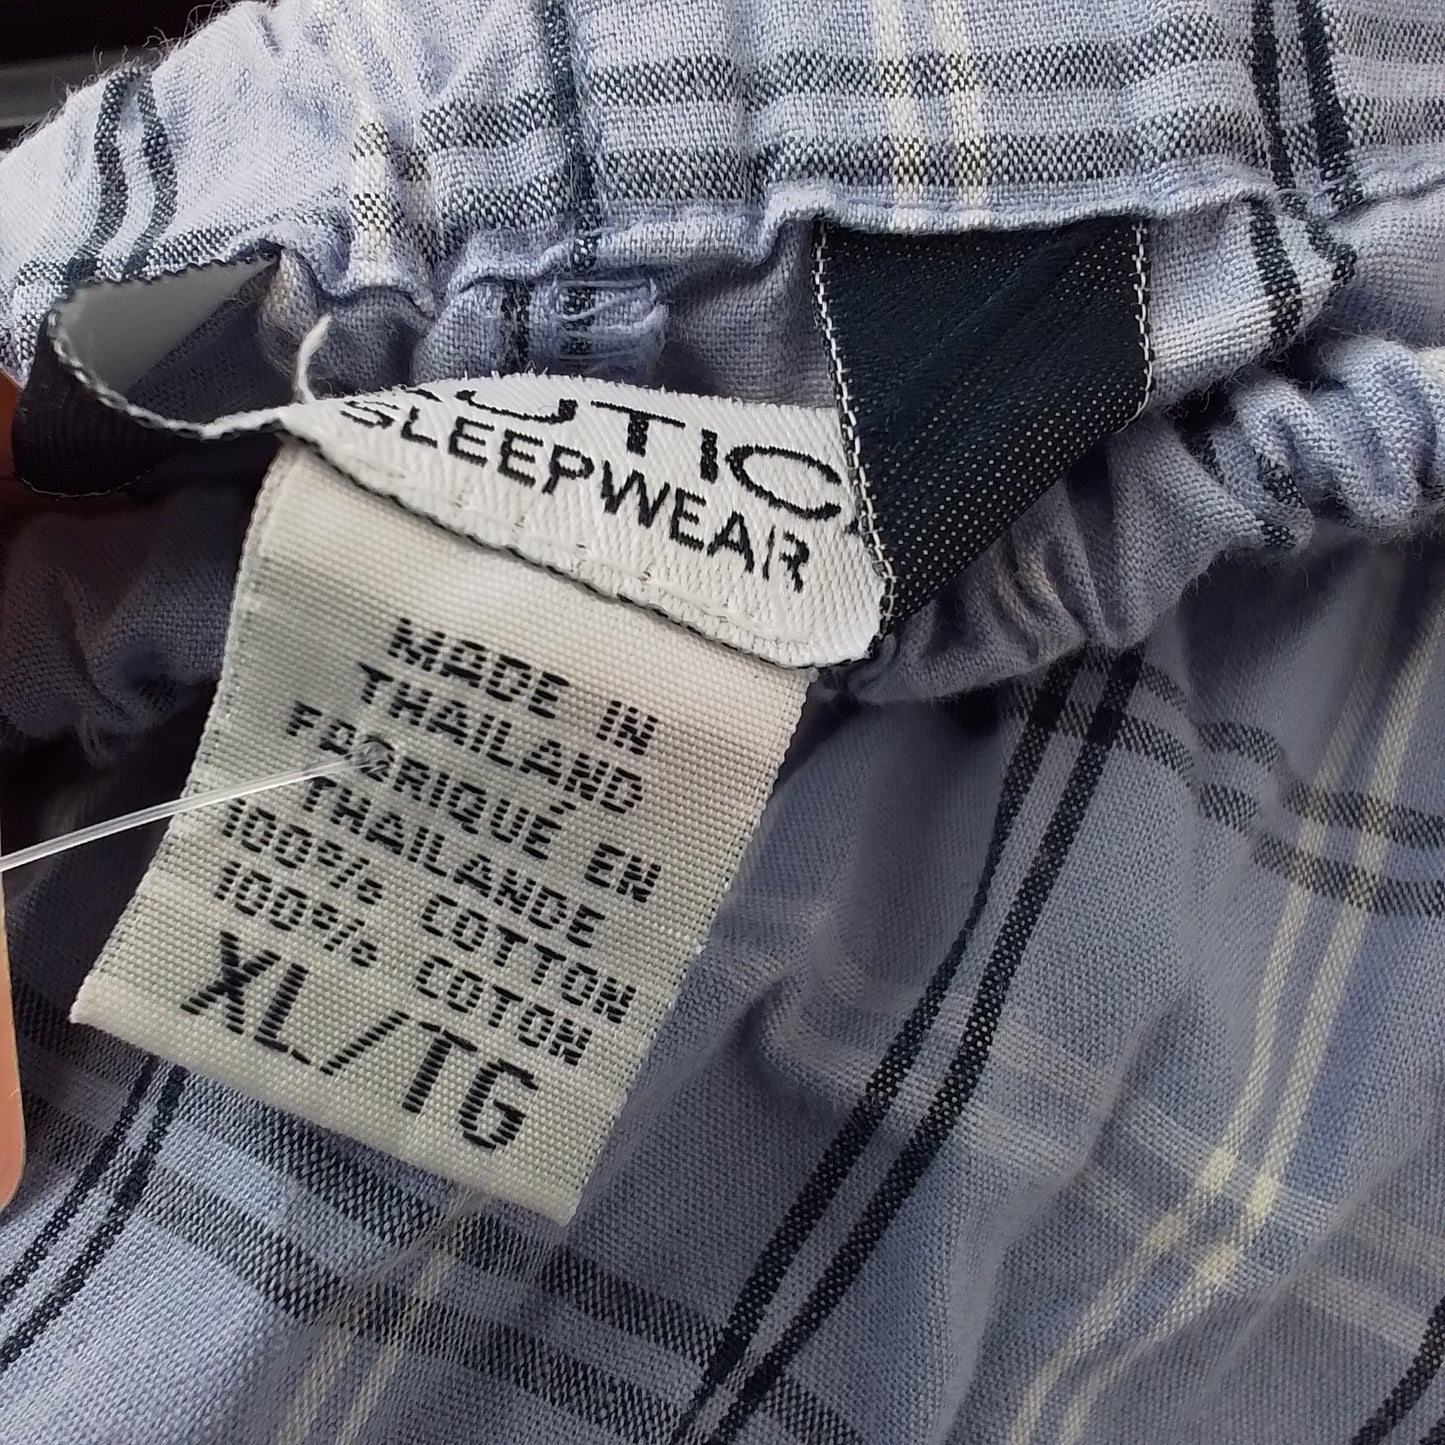 SLEEPWEAR
MADE IN
THAILAND
FABRIQUÉ EN
THAILANDE
100% COTTON
100% COTON
XL/TG